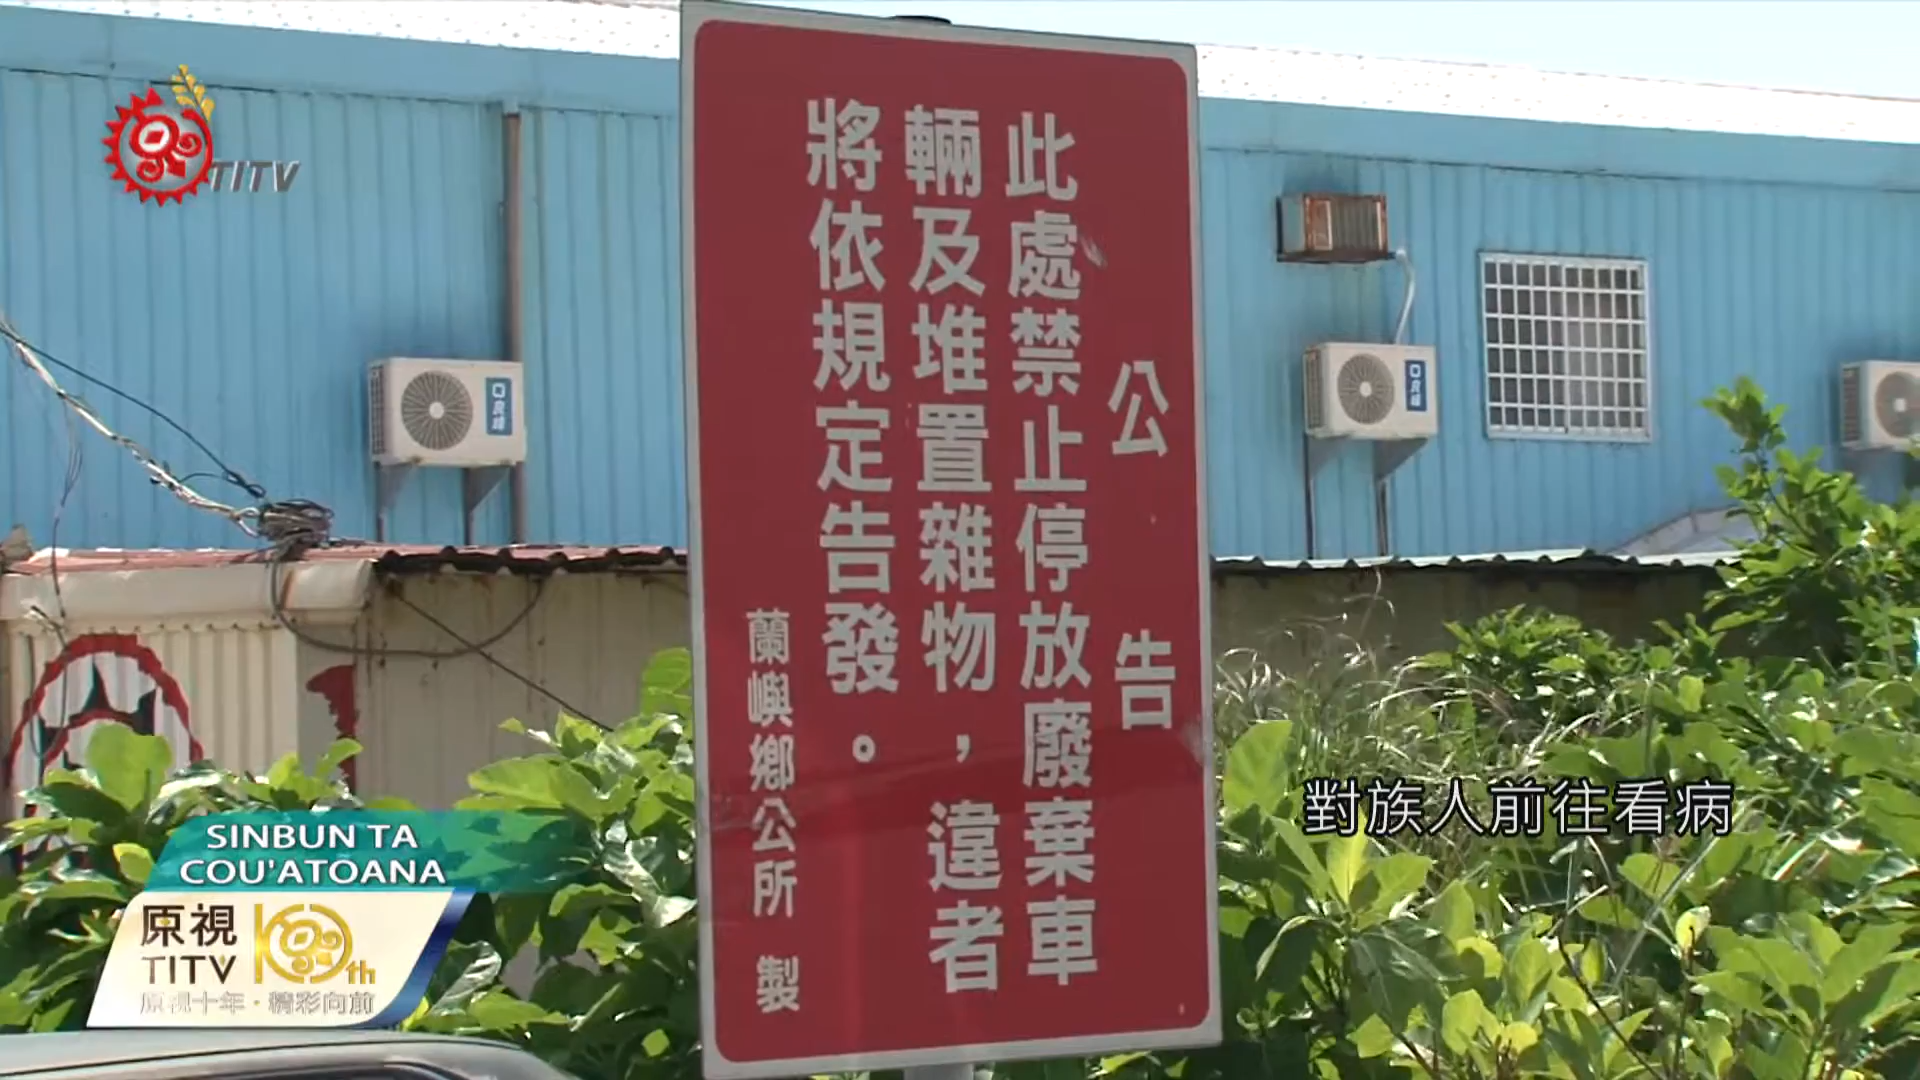 公告
此處禁止停放廢棄車
輛及堆置雜物，違者
將依規定告發。
蘭嶼鄉公所 製
TITV
對族人前往看病
SINBUN TA
COU'ATOANA
原視
TITV
10th
原視十年·精彩向前